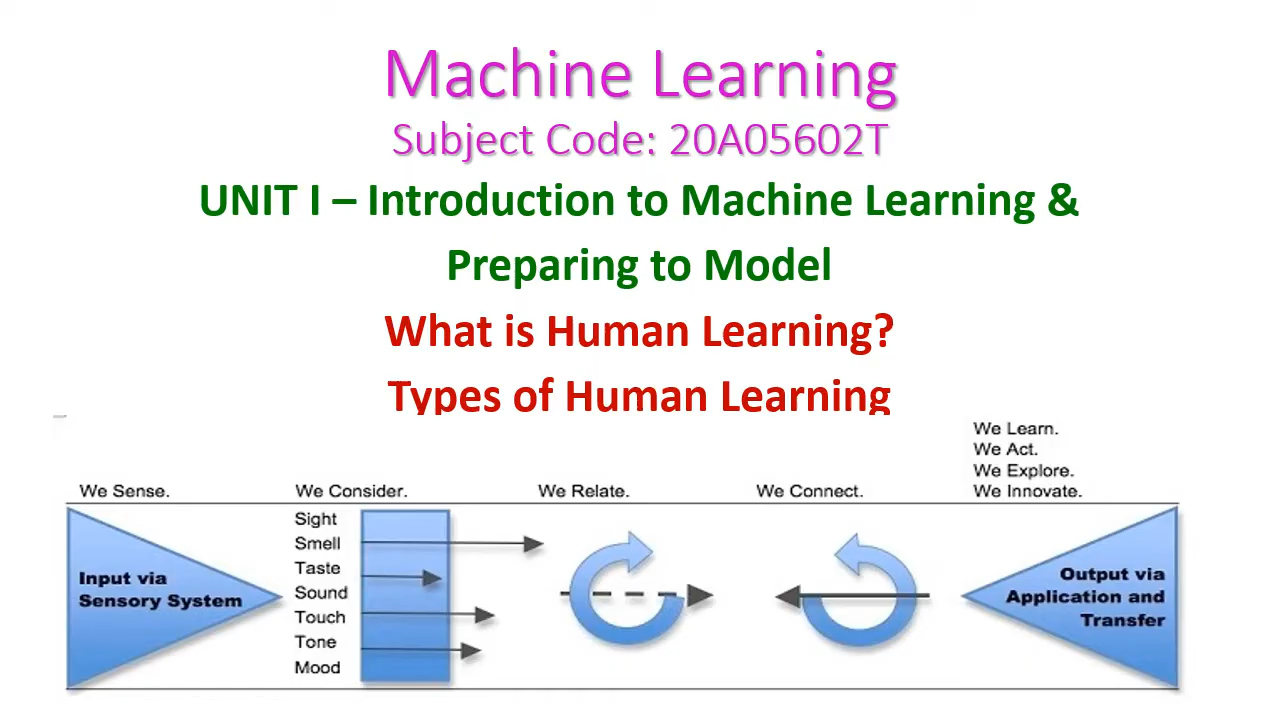 Machine Learning
Subject Code: 20A05602T
UNIT I – Introduction to Machine Learning &
Preparing to Model
What is Human Learning?
Types of Human Learning
We Sense.
We Consider.
We Relate.
We Connect.
We Learn.
We Act.
We Explore.
We Innovate.
Input via
Sensory System
Sight
Smell
Taste
Sound
Touch
Tone
Mood
Output via
Application and
Transfer